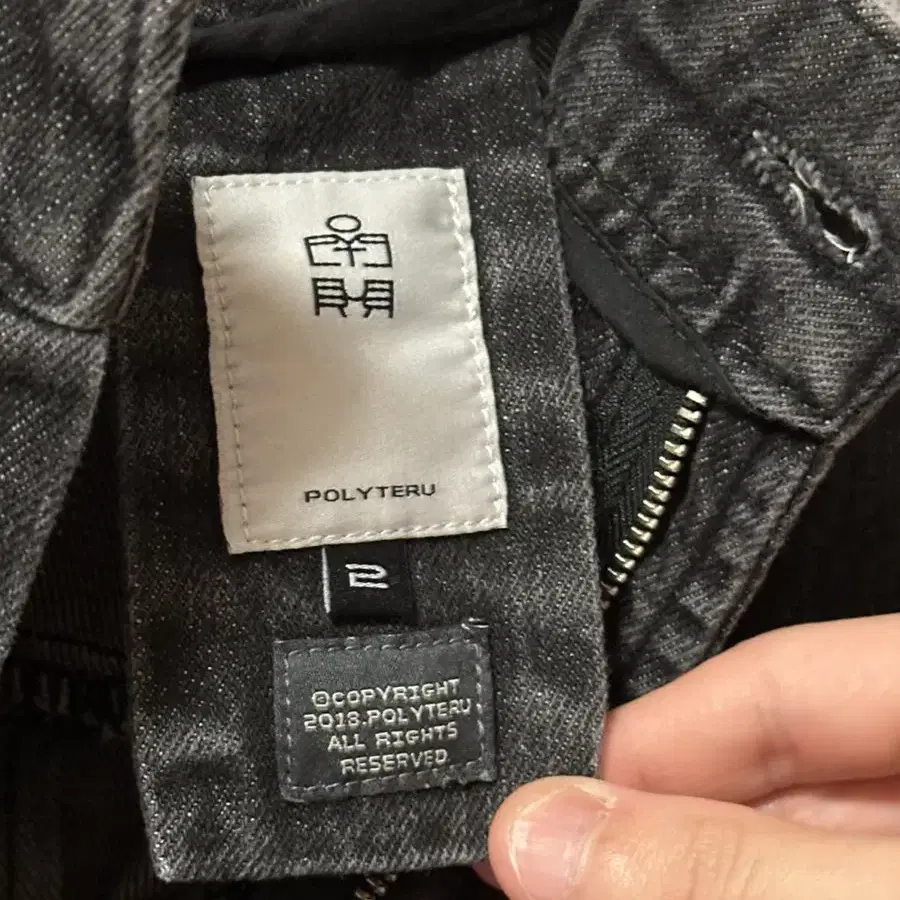 POLYTERU
2
©COPYRIGHT
2018.POLYTERU
ALL RIGHTS
RESERVED